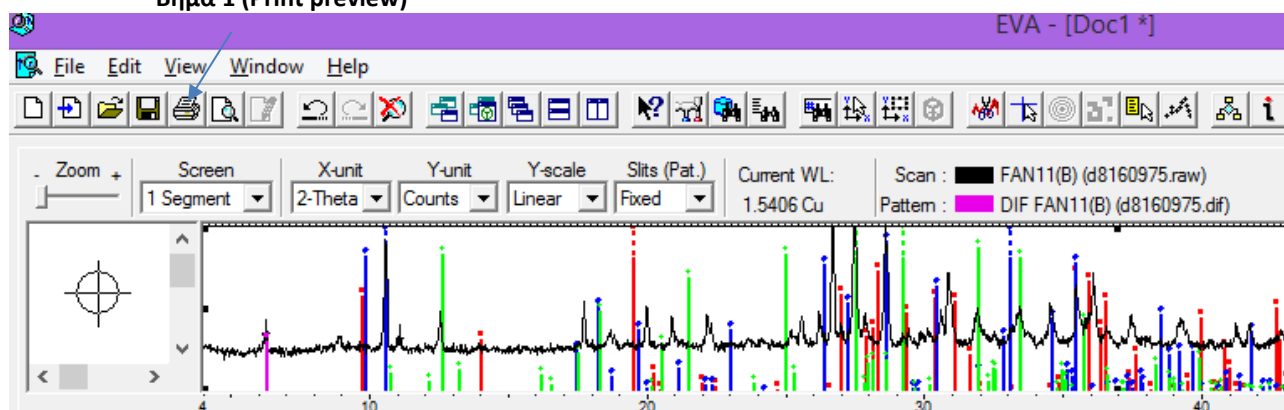 Βήμα 1 (Print preview)
EVA - [Doc1 *]
File Edit View Window Help
- Zoom + Screen X-unit Y-unit Y-scale Slits (Pat.) Current WL: Scan : FAN11(B) (d8160975.raw)
1 Segment 2-Theta Counts Linear Fixed 1.5406 Cu Pattern : DIF FAN11(B) (d8160975.dif)
4 10 20 30 40